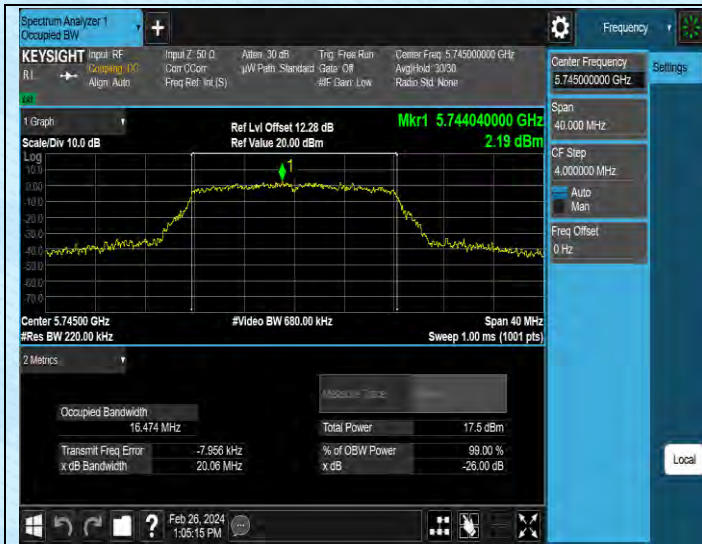 Spectrum Analyzer 1
Occupied BW
Frequency
KEYSIGHT
Input: RF
Input Z: 50 Ω
Atten: 30 dB
Trig: Free Run
Center Freq: 5.745000000 GHz
RL
Coupling: DC
Corr CCorr
µW Path: Standard
Gate: Off
Avg|Hold: 30/30
Align: Auto
Freq Ref: Int (S)
#IF Gain: Low
Radio Std: None
1 Graph
Scale/Div 10.0 dB
Ref Lvl Offset 12.28 dB
Ref Value 20.00 dBm
Mkr1 5.744040000 GHz
2.19 dBm
Log
10.0
0.00
-10.0
-20.0
-30.0
-40.0
-50.0
-60.0
-70.0
1
Center 5.74500 GHz
#Video BW 680.00 kHz
Span 40 MHz
#Res BW 220.00 kHz
Sweep 1.00 ms (1001 pts)
2 Metrics
Measure Trace
Occupied Bandwidth
16.474 MHz
Total Power
17.5 dBm
Transmit Freq Error
-7.956 kHz
% of OBW Power
99.00 %
x dB Bandwidth
20.06 MHz
x dB
-26.00 dB
Feb 26, 2024
1:05:15 PM
Center Frequency
5.745000000 GHz
Settings
Span
40.000 MHz
CF Step
4.000000 MHz
Auto
Man
Freq Offset
0 Hz
Local